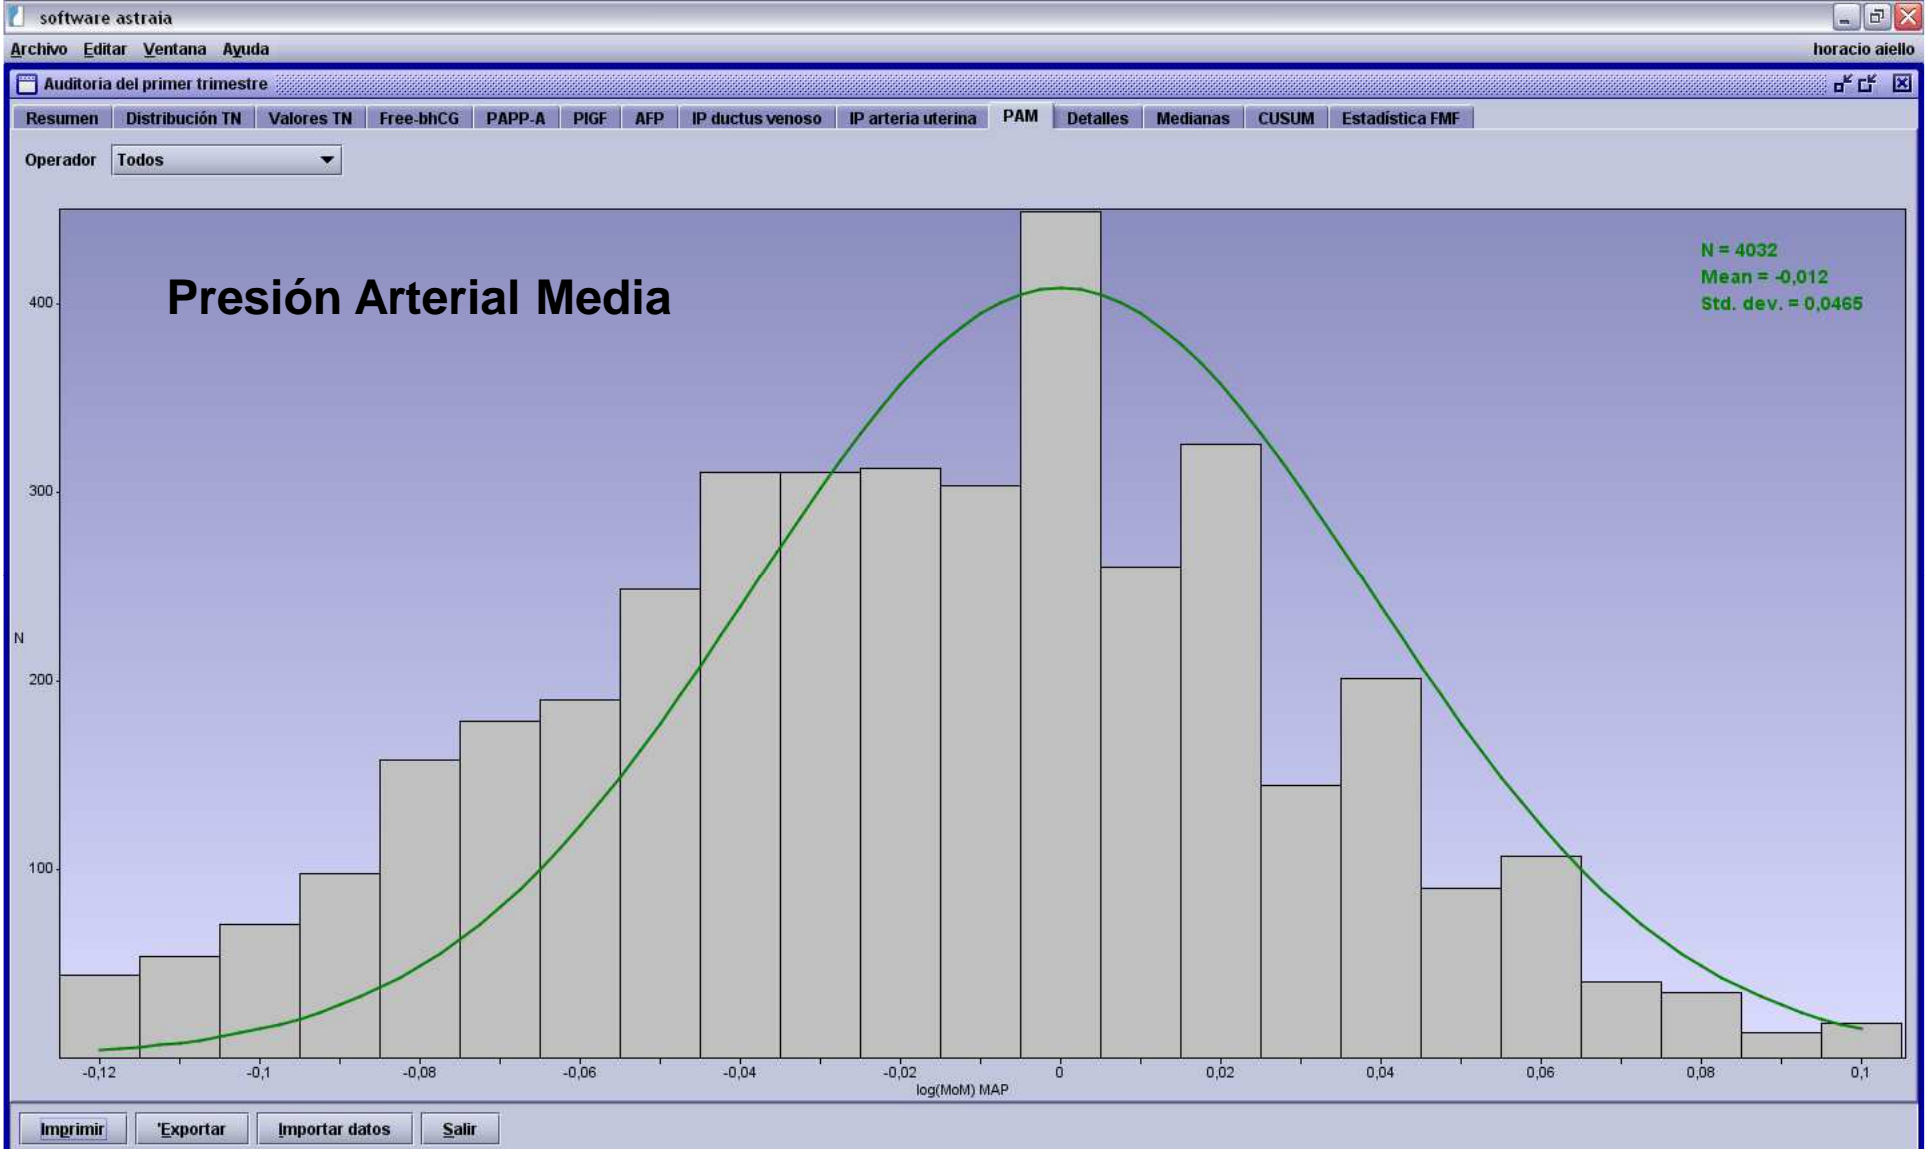 software astraia
Archivo Editar Ventana Ayuda horacio aiello
Auditoria del primer trimestre
Resumen Distribución TN Valores TN Free-bhCG PAPP-A PlGF AFP IP ductus venoso IP arteria uterina PAM Detalles Medianas CUSUM Estadística FMF
Operador Todos
N = 4032
Mean = -0,012
Std. dev. = 0,0465
Presión Arterial Media
400
300
N
200
100
-0,12 -0,1 -0,08 -0,06 -0,04 -0,02 0 0,02 0,04 0,06 0,08 0,1
log(MoM) MAP
Imprimir 'Exportar Importar datos Salir